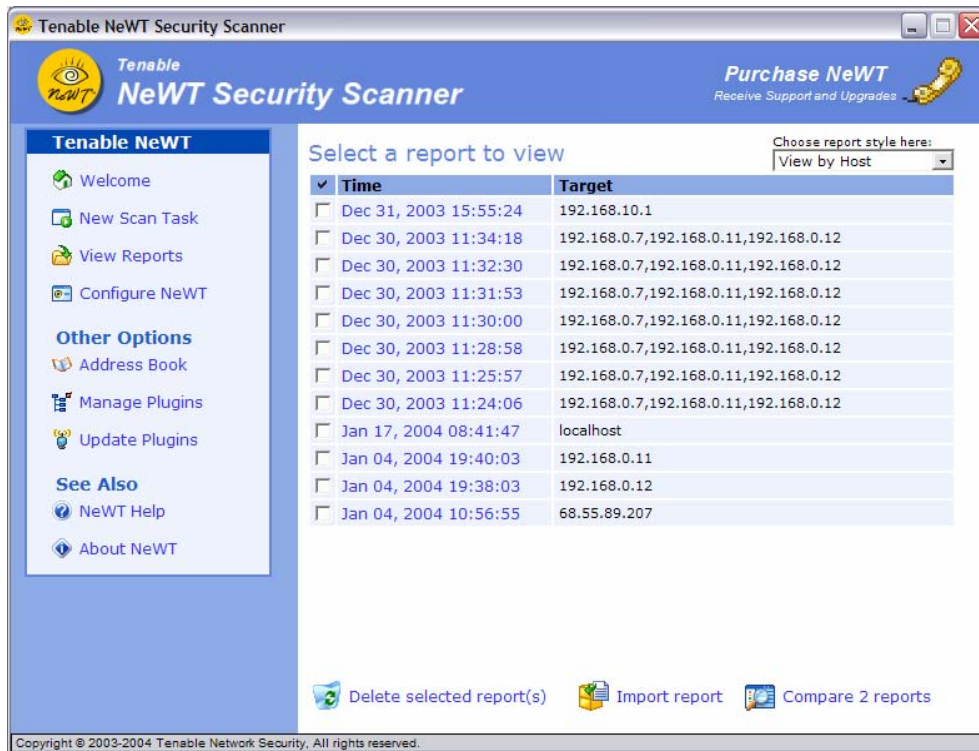 Tenable NeWT Security Scanner
NeWT
Tenable
NeWT Security Scanner
Purchase NeWT
Receive Support and Upgrades
Tenable NeWT
Welcome
New Scan Task
View Reports
Configure NeWT
Other Options
Address Book
Manage Plugins
Update Plugins
See Also
NeWT Help
About NeWT
Select a report to view
Choose report style here:
View by Host
Time Target
Dec 31, 2003 15:55:24 192.168.10.1
Dec 30, 2003 11:34:18 192.168.0.7,192.168.0.11,192.168.0.12
Dec 30, 2003 11:32:30 192.168.0.7,192.168.0.11,192.168.0.12
Dec 30, 2003 11:31:53 192.168.0.7,192.168.0.11,192.168.0.12
Dec 30, 2003 11:30:00 192.168.0.7,192.168.0.11,192.168.0.12
Dec 30, 2003 11:28:58 192.168.0.7,192.168.0.11,192.168.0.12
Dec 30, 2003 11:25:57 192.168.0.7,192.168.0.11,192.168.0.12
Dec 30, 2003 11:24:06 192.168.0.7,192.168.0.11,192.168.0.12
Jan 17, 2004 08:41:47 localhost
Jan 04, 2004 19:40:03 192.168.0.11
Jan 04, 2004 19:38:03 192.168.0.12
Jan 04, 2004 10:56:55 68.55.89.207
Delete selected report(s) Import report Compare 2 reports
Copyright © 2003-2004 Tenable Network Security, All rights reserved.